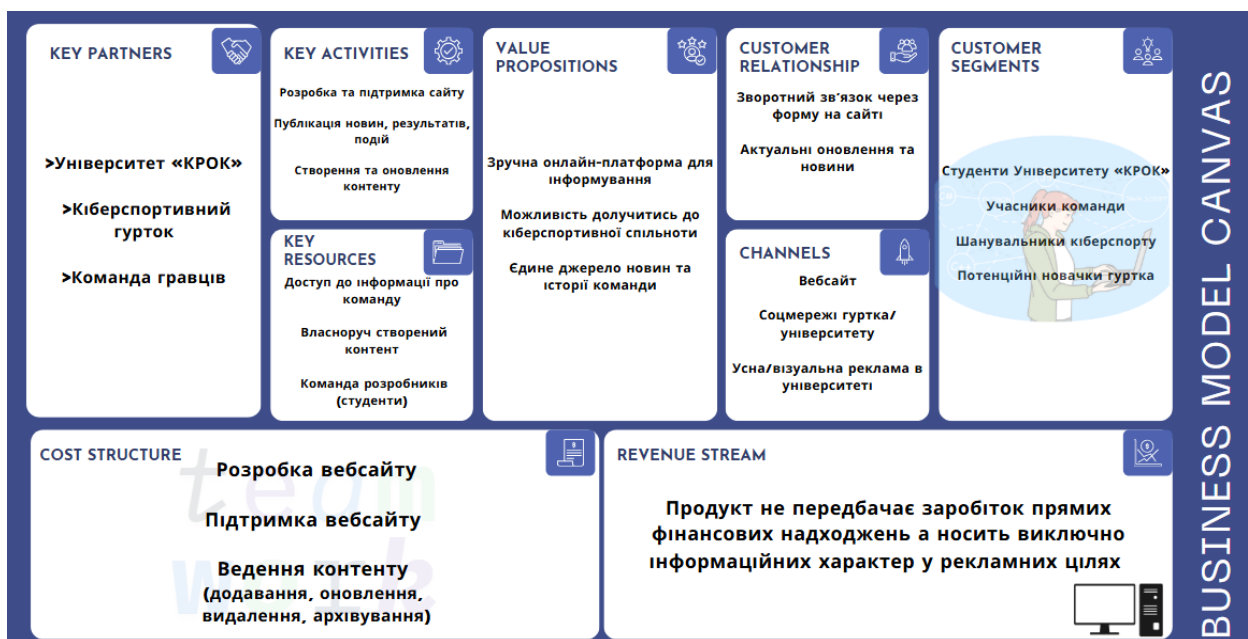 KEY PARTNERS
>Університет «КРОК»
>Кіберспортивний
гурток
>Команда гравців
KEY ACTIVITIES
Розробка та підтримка сайту
Публікація новин, результатів,
подій
Створення та оновлення
контенту
KEY
RESOURCES
Доступ до інформації про
команду
Власноруч створений
контент
Команда розробників
(студенти)
VALUE
PROPOSITIONS
Зручна онлайн-платформа для
інформування
Можливість долучитись до
кіберспортивної спільноти
Єдине джерело новин та
історії команди
CUSTOMER
RELATIONSHIP
Зворотний зв'язок через
форму на сайті
Актуальні оновлення та
новини
CHANNELS
Вебсайт
Соцмережі гуртка/
університету
Усна/візуальна реклама в
університеті
CUSTOMER
SEGMENTS
Студенти Університету «КРОК»
Учасники команди
Шанувальники кіберспорту
Потенційні новачки гуртка
COST STRUCTURE
team
work
Розробка вебсайту
Підтримка вебсайту
Ведення контенту
(додавання, оновлення,
видалення, архівування)
REVENUE STREAM
Продукт не передбачає заробіток прямих
фінансових надходжень а носить виключно
інформаційних характер у рекламних цілях
BUSINESS MODEL CANVAS